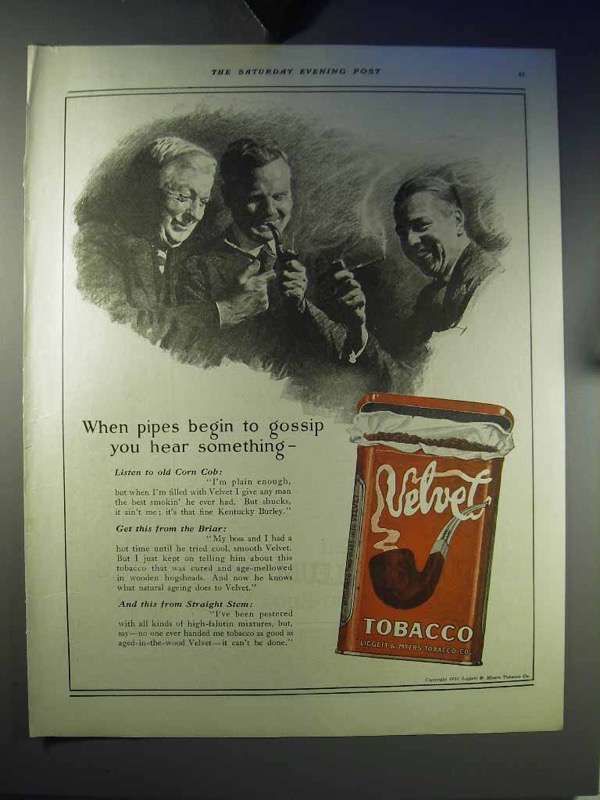 THE SATURDAY EVENING POST
When pipes begin to gossip
you hear something—
Listen to old Corn Cob:
"I'm plain enough,
but when I'm filled with Velvet I give any man
the best smokin' he ever had. But shucks,
it ain't me; it's that fine Kentucky Burley."
Get this from the Briar:
"My boss and I had a
hot time until he tried cool, smooth Velvet.
But I just kept on telling him about this
tobacco that was cured and age-mellowed
in wooden hogsheads. And now he knows
what natural ageing does to Velvet."
And this from Straight Stem:
"I've been pestered
with all kinds of high-falutin mixtures, but,
say—no one ever handed me tobacco as good as
aged-in-the-wood Velvet—it can't be done."
Velvet
TOBACCO
LIGGETT & MYERS TOBACCO CO.
Copyright Liggett & Myers Tobacco Co.